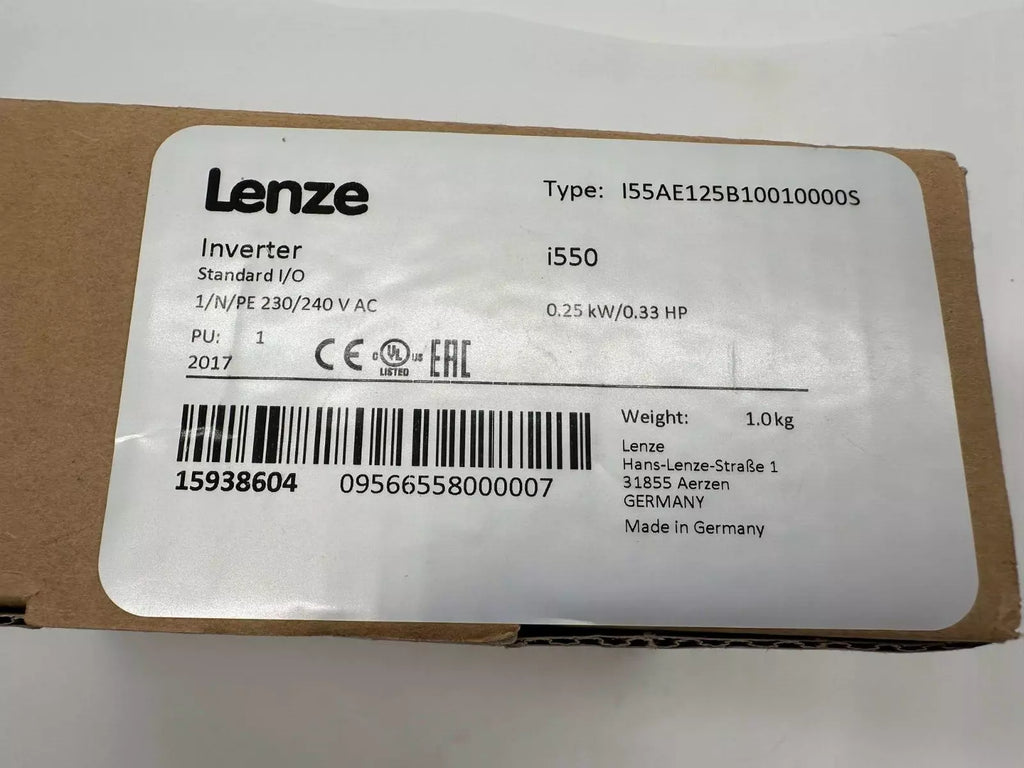 Lenze
Type: I55AE125B10010000S
Inverter
i550
Standard I/O
1/N/PE 230/240 V AC
0.25 kW/0.33 HP
PU: 1
2017
CE C UL US LISTED EAC
15938604 09566558000007
Weight: 1.0kg
Lenze
Hans-Lenze-Straße 1
31855 Aerzen
GERMANY
Made in Germany